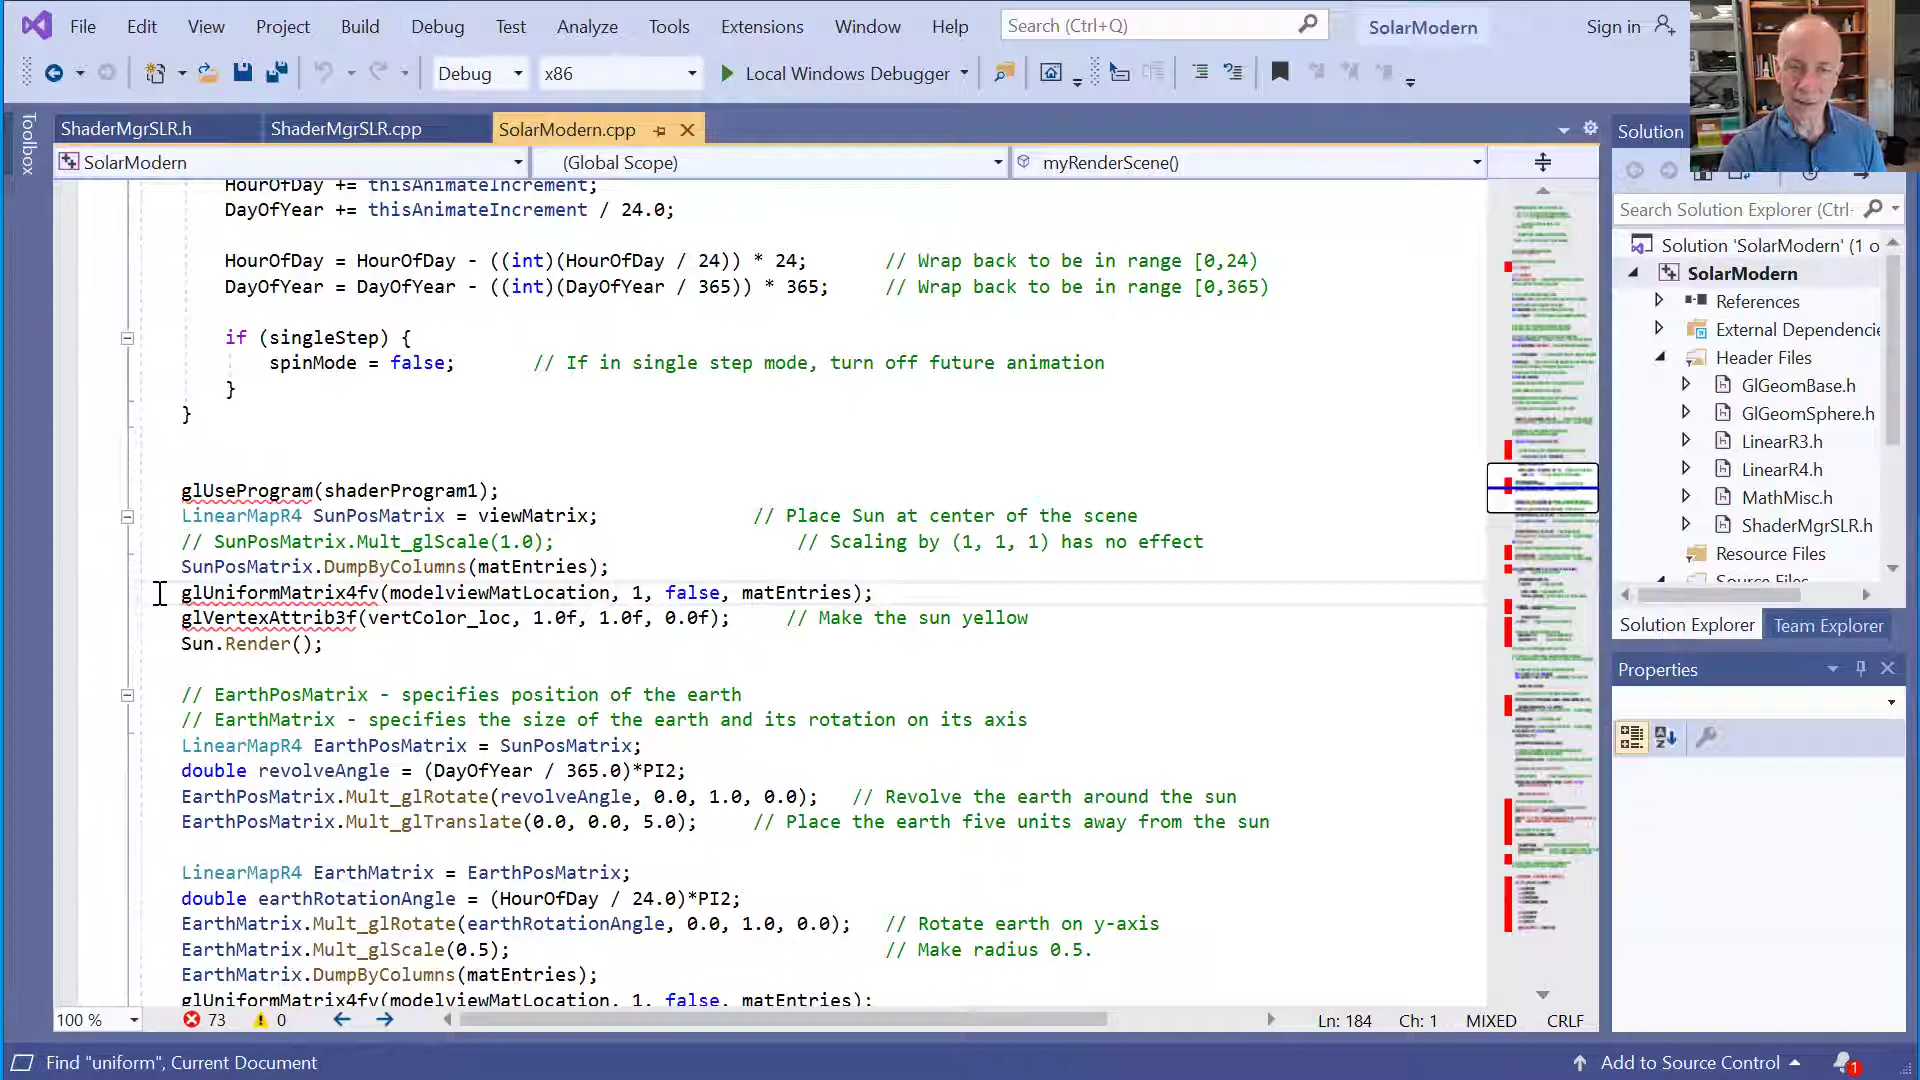 File Edit View Project Build Debug Test Analyze Tools Extensions Window Help Search (Ctrl+Q) SolarModern Sign in
Debug x86 Local Windows Debugger
Toolbox
ShaderMgrSLR.h ShaderMgrSLR.cpp SolarModern.cpp
SolarModern (Global Scope) myRenderScene()
HourOfDay += thisAnimateIncrement;
DayOfYear += thisAnimateIncrement / 24.0;
HourOfDay = HourOfDay - ((int)(HourOfDay / 24)) * 24; // Wrap back to be in range [0,24)
DayOfYear = DayOfYear - ((int)(DayOfYear / 365)) * 365; // Wrap back to be in range [0,365)
if (singleStep) {
spinMode = false; // If in single step mode, turn off future animation
}
}
glUseProgram(shaderProgram1);
LinearMapR4 SunPosMatrix = viewMatrix; // Place Sun at center of the scene
// SunPosMatrix.Mult_glScale(1.0); // Scaling by (1, 1, 1) has no effect
SunPosMatrix.DumpByColumns(matEntries);
glUniformMatrix4fv(modelviewMatLocation, 1, false, matEntries);
glVertexAttrib3f(vertColor_loc, 1.0f, 1.0f, 0.0f); // Make the sun yellow
Sun.Render();
// EarthPosMatrix - specifies position of the earth
// EarthMatrix - specifies the size of the earth and its rotation on its axis
LinearMapR4 EarthPosMatrix = SunPosMatrix;
double revolveAngle = (DayOfYear / 365.0)*PI2;
EarthPosMatrix.Mult_glRotate(revolveAngle, 0.0, 1.0, 0.0); // Revolve the earth around the sun
EarthPosMatrix.Mult_glTranslate(0.0, 0.0, 5.0); // Place the earth five units away from the sun
LinearMapR4 EarthMatrix = EarthPosMatrix;
double earthRotationAngle = (HourOfDay / 24.0)*PI2;
EarthMatrix.Mult_glRotate(earthRotationAngle, 0.0, 1.0, 0.0); // Rotate earth on y-axis
EarthMatrix.Mult_glScale(0.5); // Make radius 0.5.
EarthMatrix.DumpByColumns(matEntries);
glUniformMatrix4fv(modelviewMatLocation, 1, false, matEntries);
100 % 73 0 Ln: 184 Ch: 1 MIXED CRLF
Solution
Search Solution Explorer (Ctrl-
Solution 'SolarModern' (1 o
SolarModern
References
External Dependencie
Header Files
GlGeomBase.h
GlGeomSphere.h
LinearR3.h
LinearR4.h
MathMisc.h
ShaderMgrSLR.h
Resource Files
Source Files
Solution Explorer Team Explorer
Properties
Find "uniform", Current Document Add to Source Control 1